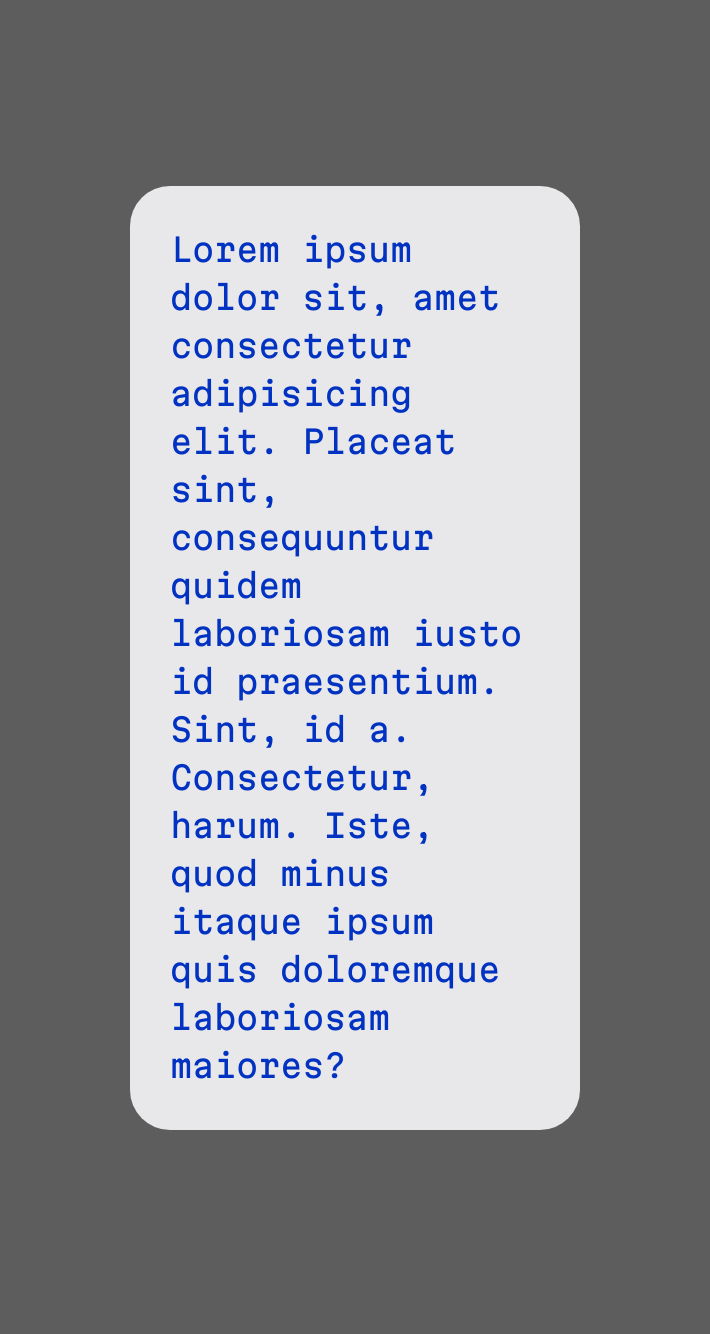 Lorem ipsum
dolor sit, amet
consectetur
adipisicing
elit. Placeat
sint,
consequuntur
quidem
laboriosam iusto
id praesentium.
Sint, id a.
Consectetur,
harum. Iste,
quod minus
itaque ipsum
quis doloremque
laboriosam
maiores?